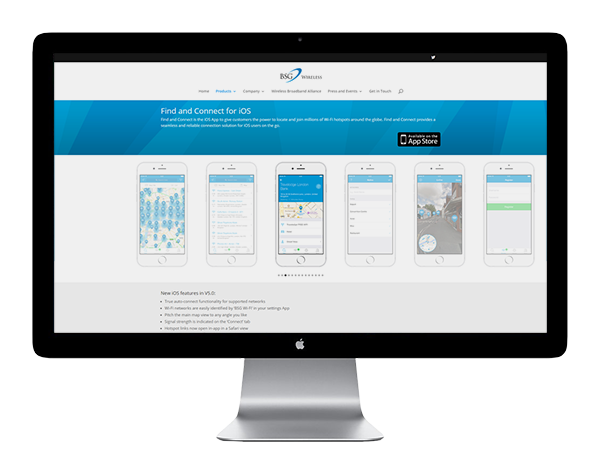 BSG WIRELESS
Home Products Company Wireless Broadband Alliance Press and Events Get in Touch
Find and Connect for iOS
Find and Connect is the iOS App to give customers the power to locate and join millions of Wi-Fi hotspots around the globe. Find and Connect provides a
seamless and reliable connection solution for iOS users on the go.
Available on the
App Store
New iOS features in V5.0:
• True auto-connect functionality for supported networks
• Wi-Fi networks are easily identified by 'BSG Wi-Fi' in your settings App
• Pitch the main map view to any angle you like
• Signal strength is indicated on the 'Connect' tab
• Hotspot links now open in app in a Safari view